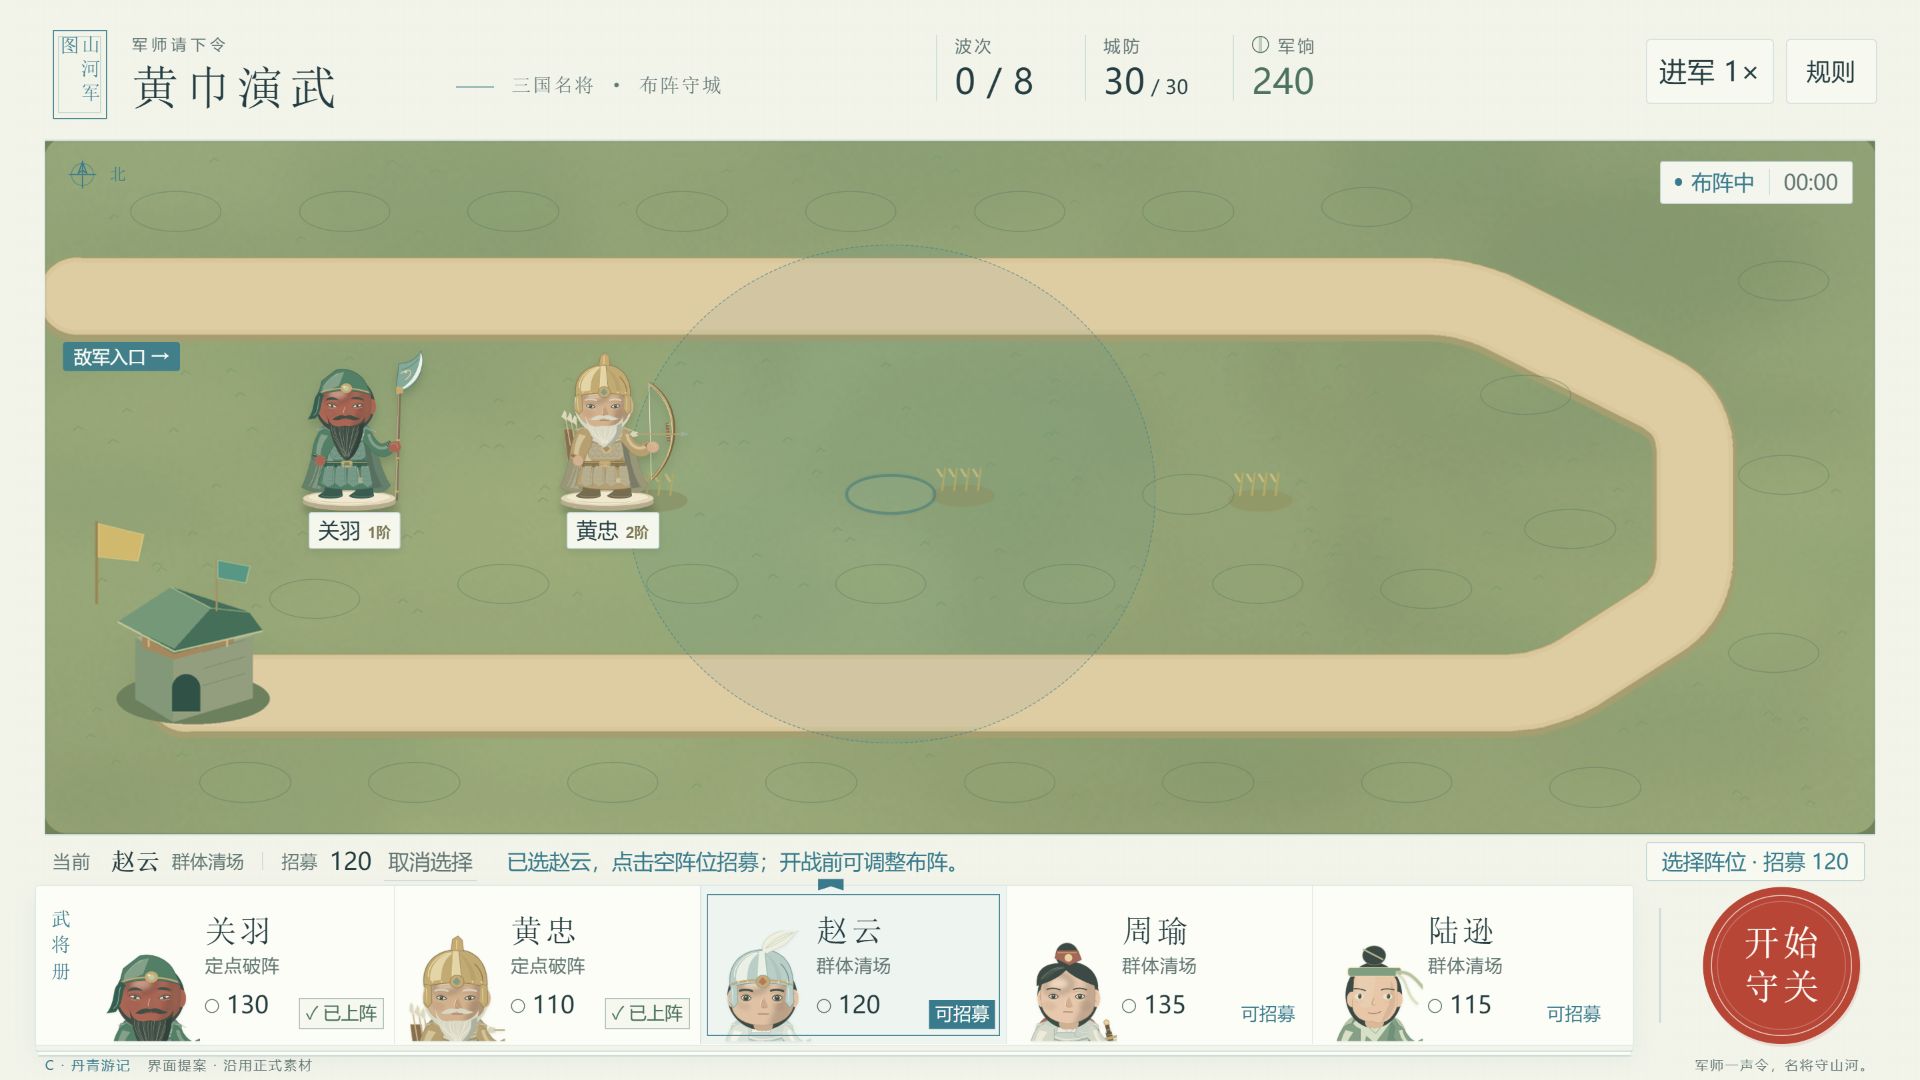 山河军图
军师请下令
黄巾演武
三国名将 • 布阵守城
波次
0 / 8
城防
30 / 30
军饷
240
进军 1×
规则
北
• 布阵中 00:00
敌军入口 →
关羽 1阶
黄忠 2阶
当前 赵云 群体清场 招募 120 取消选择 已选赵云，点击空阵位招募；开战前可调整布阵。
选择阵位 · 招募 120
武将册
关羽
定点破阵
130
✓已上阵
黄忠
定点破阵
110
✓已上阵
赵云
群体清场
120
可招募
周瑜
群体清场
135
可招募
陆逊
群体清场
115
可招募
开始
守关
C · 丹青游记 界面提案 · 沿用正式素材
军师一声令，名将守山河。